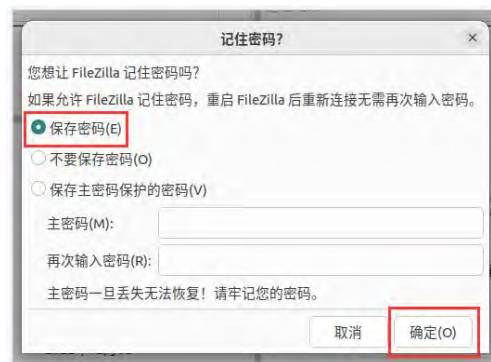 记住密码?
×
您想让 FileZilla 记住密码吗?
如果允许 FileZilla 记住密码，重启 FileZilla 后重新连接无需再次输入密码。
保存密码(E)
不要保存密码(O)
保存主密码保护的密码(V)
主密码(M):
再次输入密码(R):
主密码一旦丢失无法恢复！请牢记您的密码。
取消
确定(O)